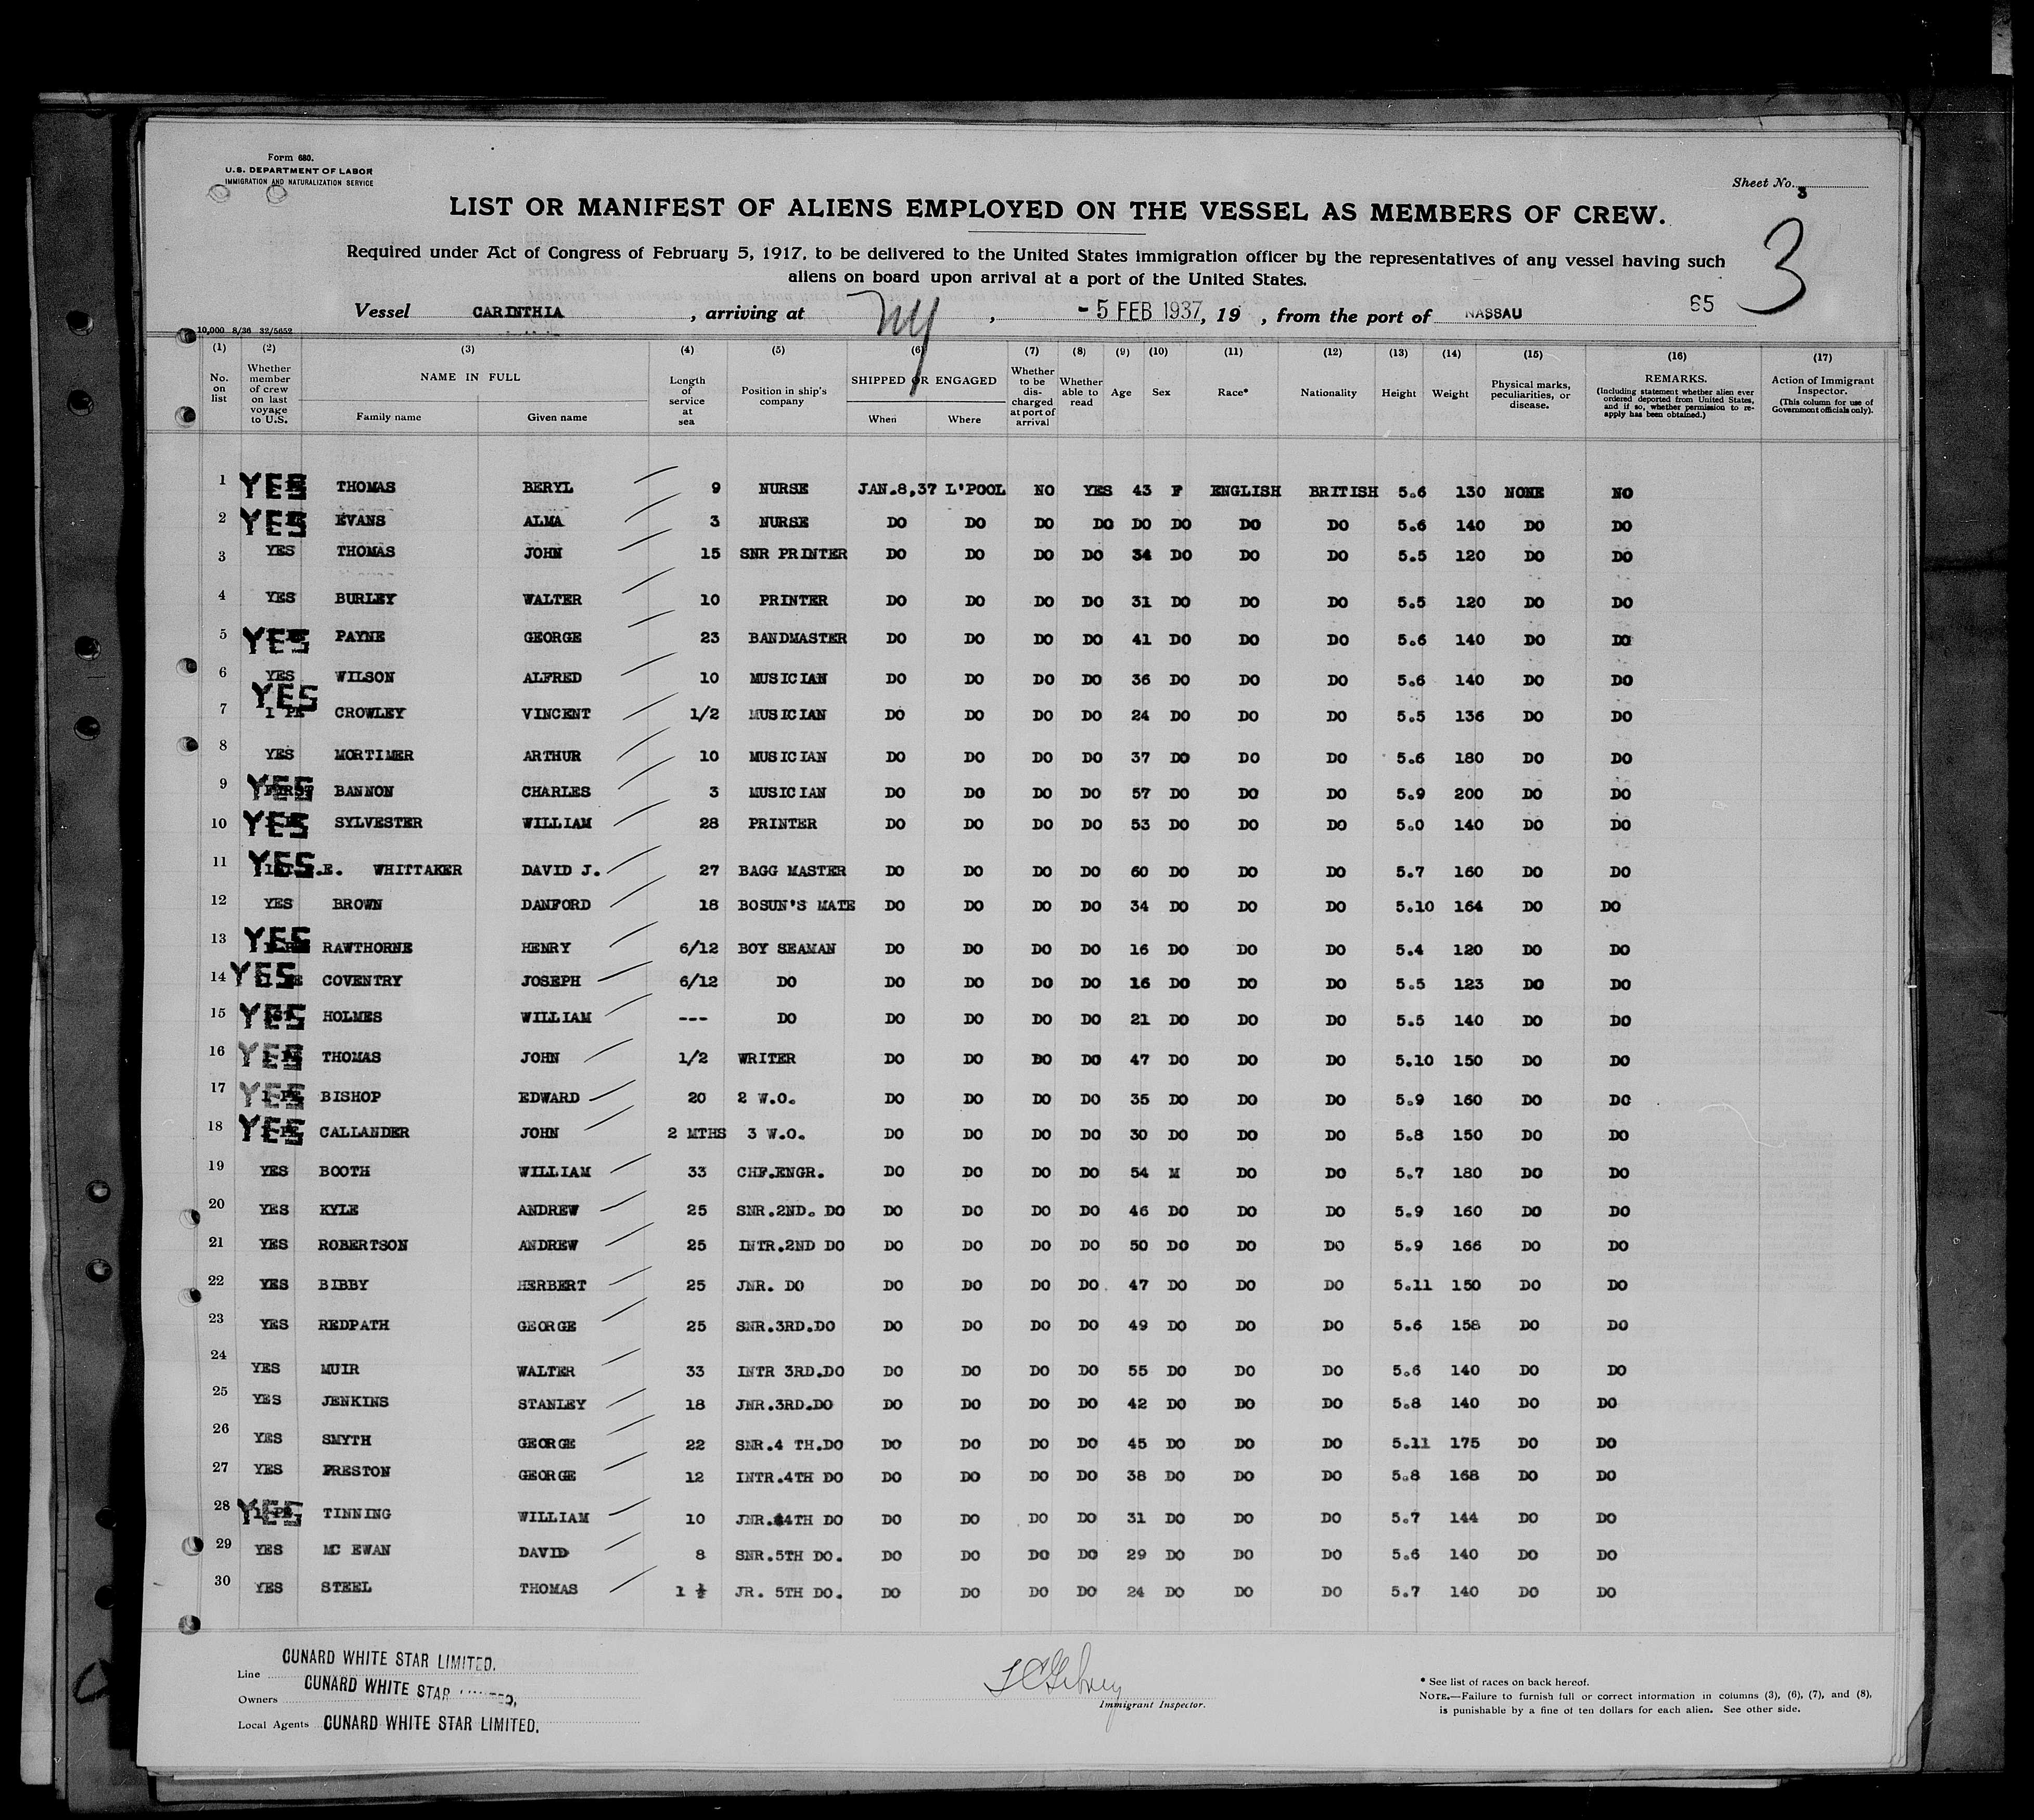 Form 680.
U.S. DEPARTMENT OF LABOR
IMMIGRATION AND NATURALIZATION SERVICE
Sheet No. 3
LIST OR MANIFEST OF ALIENS EMPLOYED ON THE VESSEL AS MEMBERS OF CREW.
3
Required under Act of Congress of February 5, 1917, to be delivered to the United States immigration officer by the representatives of any vessel having such
aliens on board upon arrival at a port of the United States.
Vessel CARINTHIA, arriving at NY, - 5 FEB 1937, 19 , from the port of NASSAU 65
10,000 8/36 32/5652
(1) (2) (3) (4) (5) (6) (7) (8) (9) (10) (11) (12) (13) (14) (15) (16) (17)
No. on list Whether member of crew on last voyage to U.S. NAME IN FULL Family name Given name Length of service at sea Position in ship's company SHIPPED OR ENGAGED When Where Whether to be discharged at port of arrival Whether able to read Age Sex Race* Nationality Height Weight Physical marks, peculiarities, or disease. REMARKS. (Including statement whether alien ever ordered deported from United States, and if so, whether permission to reapply has been obtained.) Action of Immigrant Inspector. (This column for use of Government officials only).
1 YES THOMAS BERYL 9 NURSE JAN.8,37 L'POOL NO YES 43 F ENGLISH BRITISH 5.6 130 NONE NO
2 YES EVANS ALMA 3 NURSE DO DO DO DO DO DO DO DO 5.6 140 DO DO
3 YES THOMAS JOHN 15 SNR PRINTER DO DO DO DO 34 DO DO DO 5.5 120 DO DO
4 YES BURLEY WALTER 10 PRINTER DO DO DO DO 31 DO DO DO 5.5 120 DO DO
5 YES PAYNE GEORGE 23 BANDMASTER DO DO DO DO 41 DO DO DO 5.6 140 DO DO
6 YES WILSON ALFRED 10 MUSICIAN DO DO DO DO 36 DO DO DO 5.6 140 DO DO
7 YES CROWLEY VINCENT 1/2 MUSICIAN DO DO DO DO 24 DO DO DO 5.5 136 DO DO
8 YES MORTIMER ARTHUR 10 MUSICIAN DO DO DO DO 37 DO DO DO 5.6 180 DO DO
9 YES BANNON CHARLES 3 MUSICIAN DO DO DO DO 57 DO DO DO 5.9 200 DO DO
10 YES SYLVESTER WILLIAM 28 PRINTER DO DO DO DO 53 DO DO DO 5.0 140 DO DO
11 YES .E. WHITTAKER DAVID J. 27 BAGG MASTER DO DO DO DO 60 DO DO DO 5.7 160 DO DO
12 YES BROWN DANFORD 18 BOSUN'S MATE DO DO DO DO 34 DO DO DO 5.10 164 DO DO
13 YES RAWTHORNE HENRY 6/12 BOY SEAMAN DO DO DO DO 16 DO DO DO 5.4 120 DO DO
14 YES COVENTRY JOSEPH 6/12 DO DO DO DO DO 16 DO DO DO 5.5 123 DO DO
15 YES HOLMES WILLIAM --- DO DO DO DO DO 21 DO DO DO 5.5 140 DO DO
16 YES THOMAS JOHN 1/2 WRITER DO DO DO DO 47 DO DO DO 5.10 150 DO DO
17 YES BISHOP EDWARD 20 2 W.O. DO DO DO DO 35 DO DO DO 5.9 160 DO DO
18 YES CALLANDER JOHN 2 MTHS 3 W.O. DO DO DO DO 30 DO DO DO 5.8 150 DO DO
19 YES BOOTH WILLIAM 33 CHF.ENGR. DO DO DO DO 54 M DO DO 5.7 180 DO DO
20 YES KYLE ANDREW 25 SNR.2ND. DO DO DO DO DO 46 DO DO DO 5.9 160 DO DO
21 YES ROBERTSON ANDREW 25 INTR.2ND DO DO DO DO DO 50 DO DO DO 5.9 166 DO DO
22 YES BIBBY HERBERT 25 JNR. DO DO DO DO DO 47 DO DO DO 5.11 150 DO DO
23 YES REDPATH GEORGE 25 SNR.3RD.DO DO DO DO DO 49 DO DO DO 5.6 158 DO DO
24 YES MUIR WALTER 33 INTR 3RD.DO DO DO DO DO 55 DO DO DO 5.6 140 DO DO
25 YES JENKINS STANLEY 18 JNR.3RD.DO DO DO DO DO 42 DO DO DO 5.8 140 DO DO
26 YES SMYTH GEORGE 22 SNR.4 TH.DO DO DO DO DO 45 DO DO DO 5.11 175 DO DO
27 YES PRESTON GEORGE 12 INTR.4TH DO DO DO DO DO 38 DO DO DO 5.8 168 DO DO
28 YES TINNING WILLIAM 10 JNR.4TH DO DO DO DO DO 31 DO DO DO 5.7 144 DO DO
29 YES MC EWAN DAVID 8 SNR.5TH DO. DO DO DO DO 29 DO DO DO 5.6 140 DO DO
30 YES STEEL THOMAS 1 ½ JR. 5TH DO. DO DO DO DO 24 DO DO DO 5.7 140 DO DO
Line CUNARD WHITE STAR LIMITED.
Owners CUNARD WHITE STAR LIMITED.
Local Agents CUNARD WHITE STAR LIMITED.
Immigrant Inspector.
* See list of races on back hereof.
NOTE.—Failure to furnish full or correct information in columns (3), (6), (7), and (8),
is punishable by a fine of ten dollars for each alien. See other side.